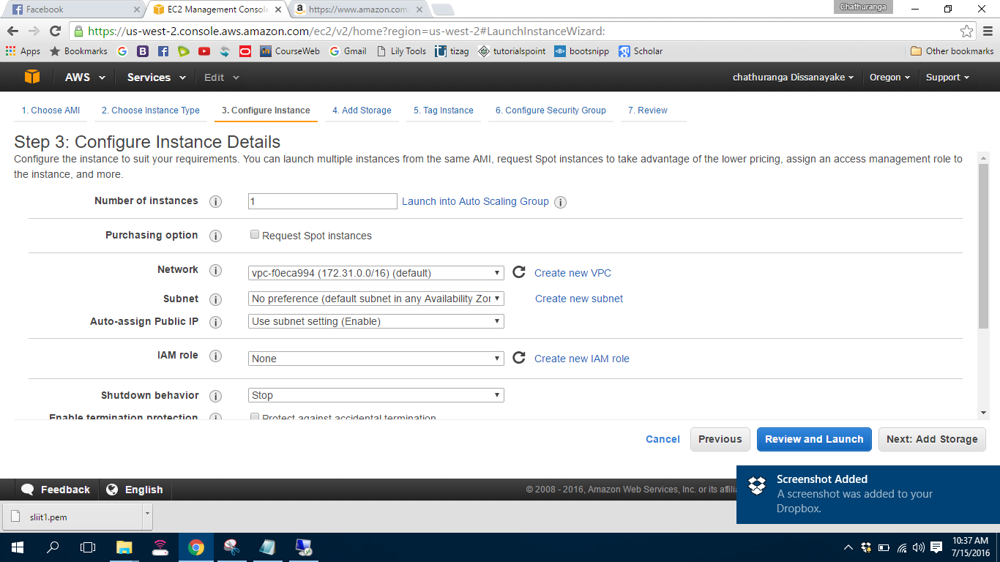 Facebook
EC2 Management Console
https://www.amazon.com
Chathuranga
https://us-west-2.console.aws.amazon.com/ec2/v2/home?region=us-west-2#LaunchInstanceWizard:
Apps Bookmarks CourseWeb Gmail Lily Tools tizag tutorialspoint bootsnipp Scholar Other bookmarks
AWS Services Edit chathuranga Dissanayake Oregon Support
1. Choose AMI 2. Choose Instance Type 3. Configure Instance 4. Add Storage 5. Tag Instance 6. Configure Security Group 7. Review
Step 3: Configure Instance Details
Configure the instance to suit your requirements. You can launch multiple instances from the same AMI, request Spot instances to take advantage of the lower pricing, assign an access management role to
the instance, and more.
Number of instances 1 Launch into Auto Scaling Group
Purchasing option Request Spot instances
Network vpc-f0eca994 (172.31.0.0/16) (default) Create new VPC
Subnet No preference (default subnet in any Availability Zon Create new subnet
Auto-assign Public IP Use subnet setting (Enable)
IAM role None Create new IAM role
Shutdown behavior Stop
Enable termination protection Protect against accidental termination
Cancel Previous Review and Launch Next: Add Storage
Feedback English © 2008 - 2016, Amazon Web Services, Inc. or its affilia
Screenshot Added
A screenshot was added to your
Dropbox.
sliit1.pem
10:37 AM
7/15/2016